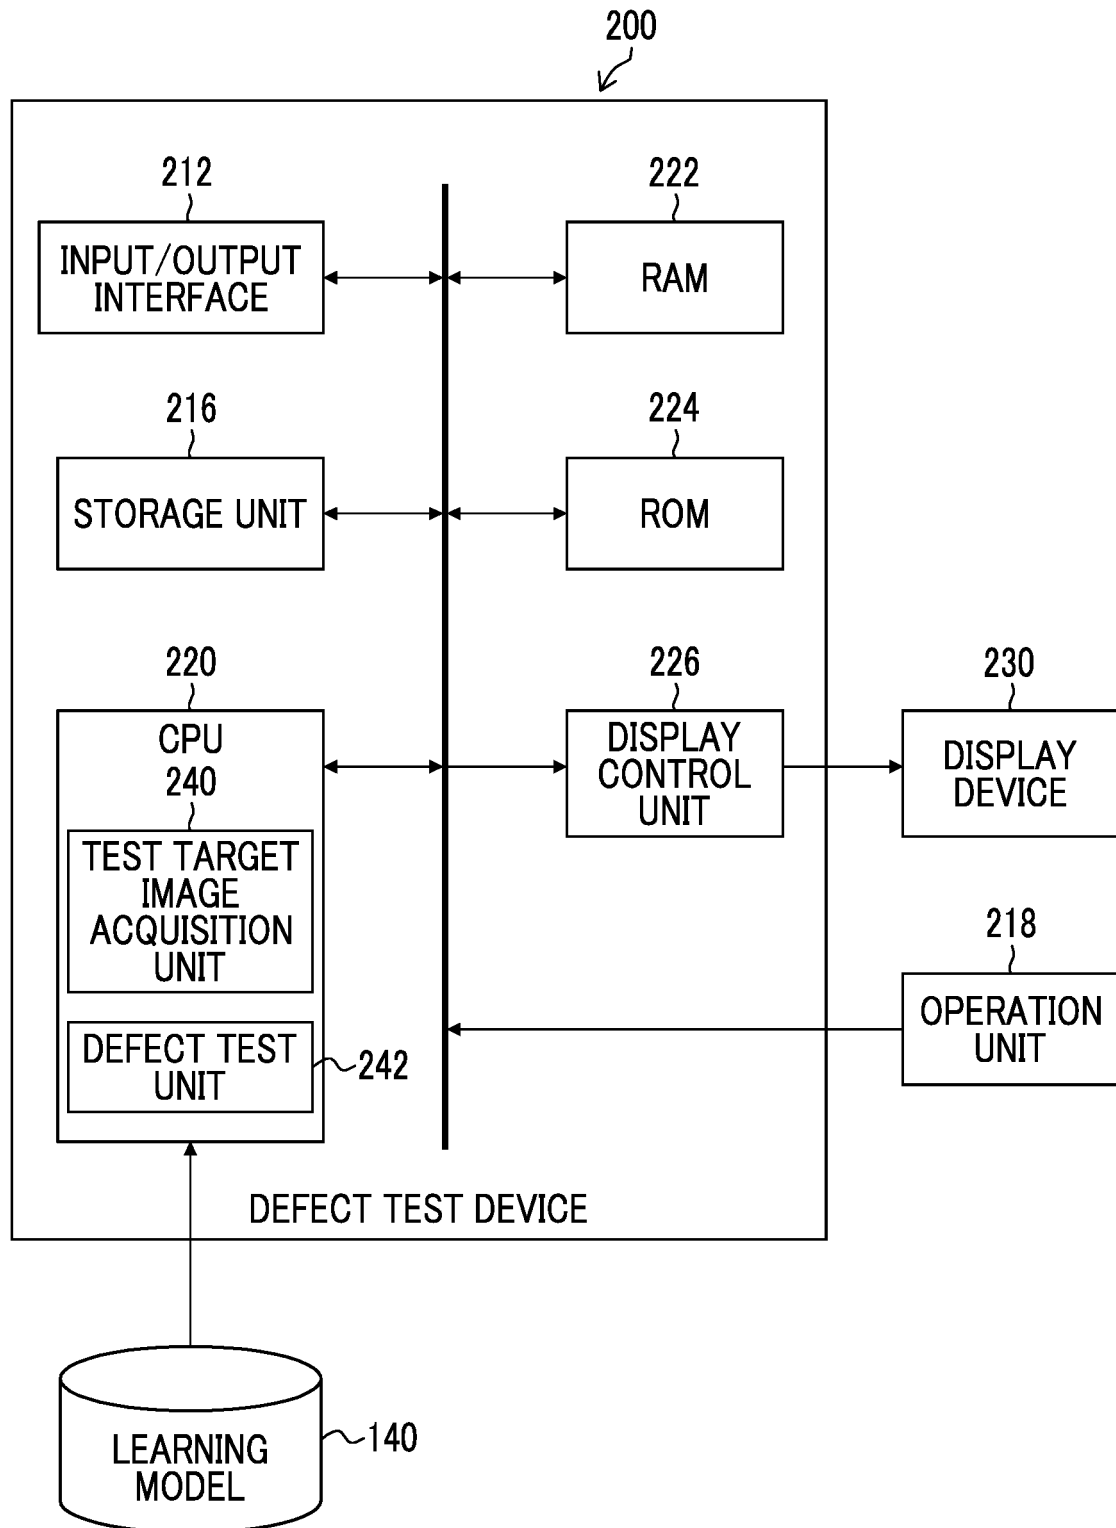 200
212
INPUT/OUTPUT
INTERFACE
222
RAM
216
STORAGE UNIT
224
ROM
220
CPU
240
TEST TARGET
IMAGE
ACQUISITION
UNIT
DEFECT TEST
UNIT
242
226
DISPLAY
CONTROL
UNIT
230
DISPLAY
DEVICE
218
OPERATION
UNIT
DEFECT TEST DEVICE
LEARNING
MODEL
140